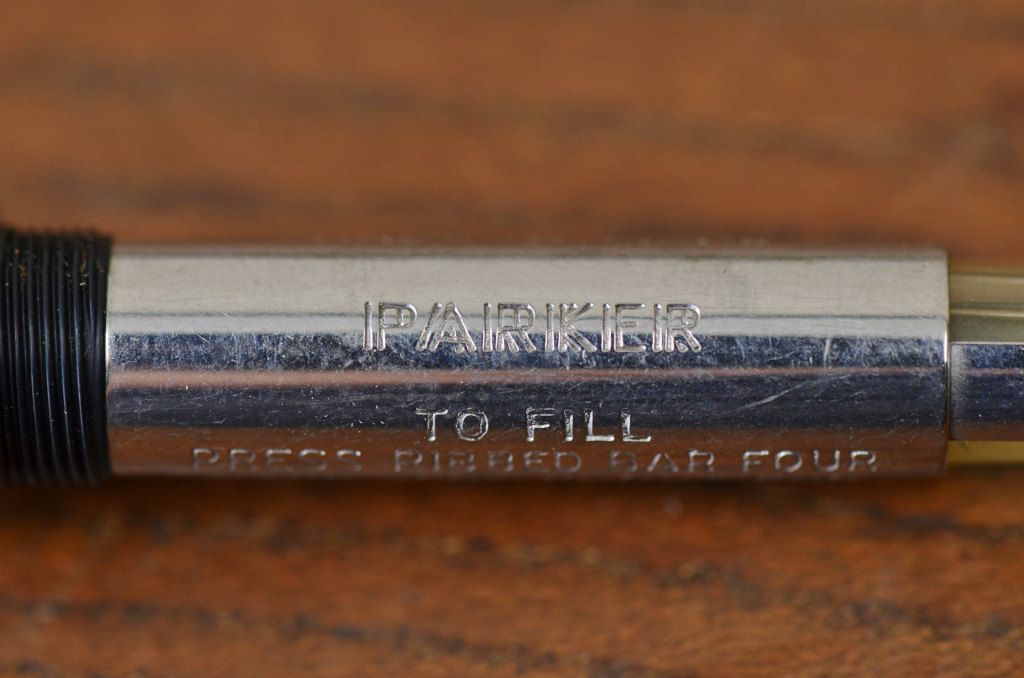 PARKER
TO FILL
PRESS RIBBED BAR FOUR